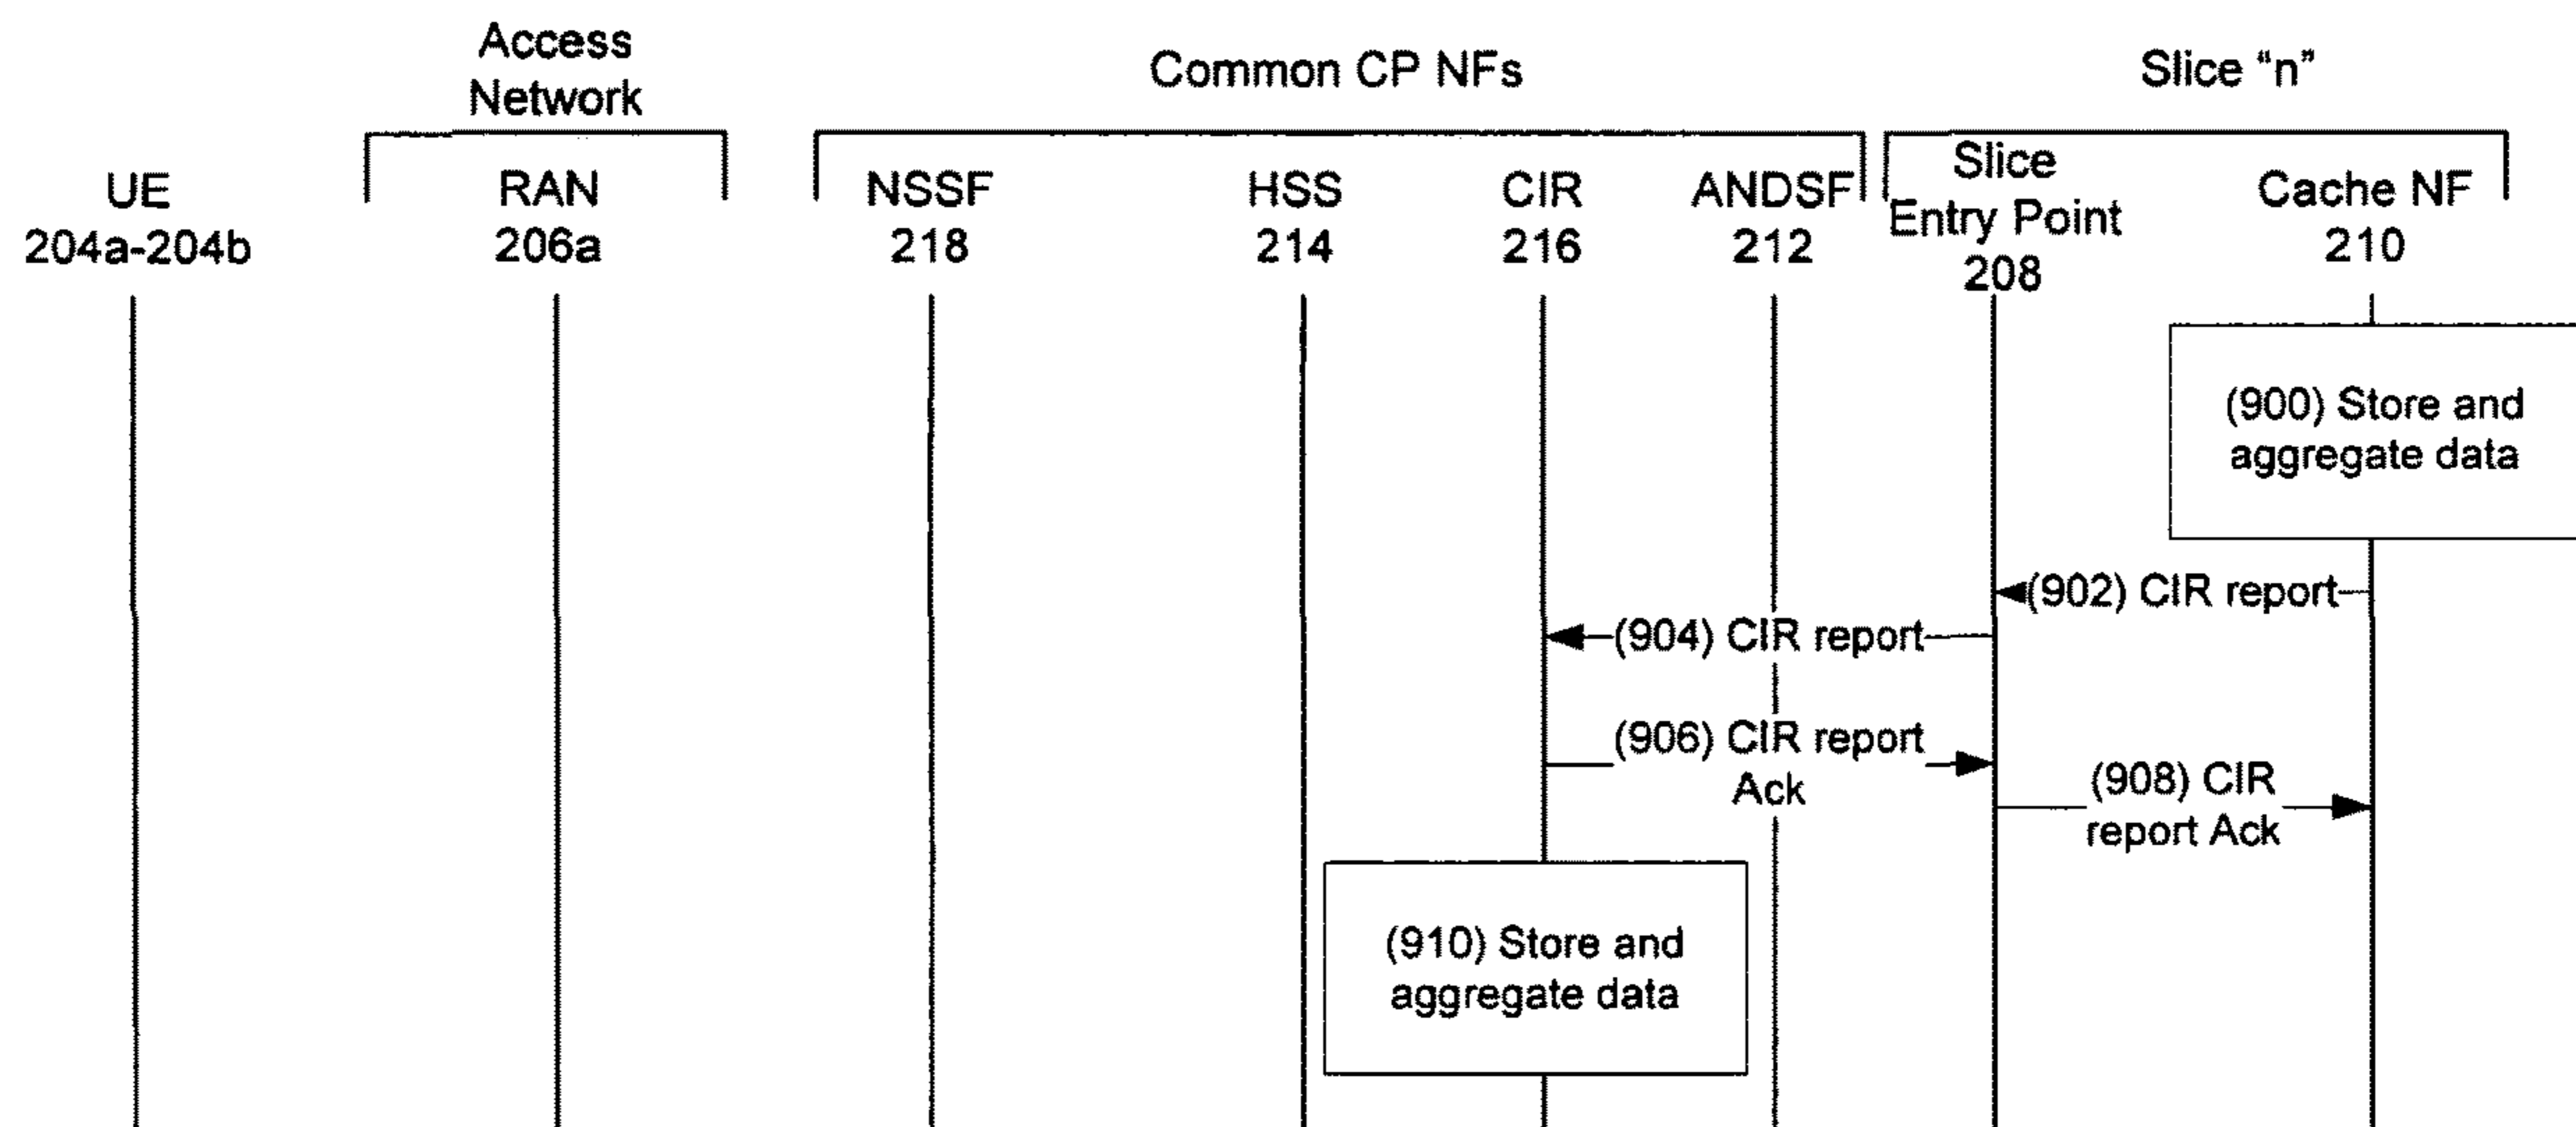 Access
Network
Common CP NFs
Slice “n”
UE
204a-204b
RAN
206a
NSSF
218
HSS
214
CIR
216
ANDSF
212
Slice
Entry Point
208
Cache NF
210
(900) Store and
aggregate data
(902) CIR report
(904) CIR report
(906) CIR report
Ack
(908) CIR
report Ack
(910) Store and
aggregate data